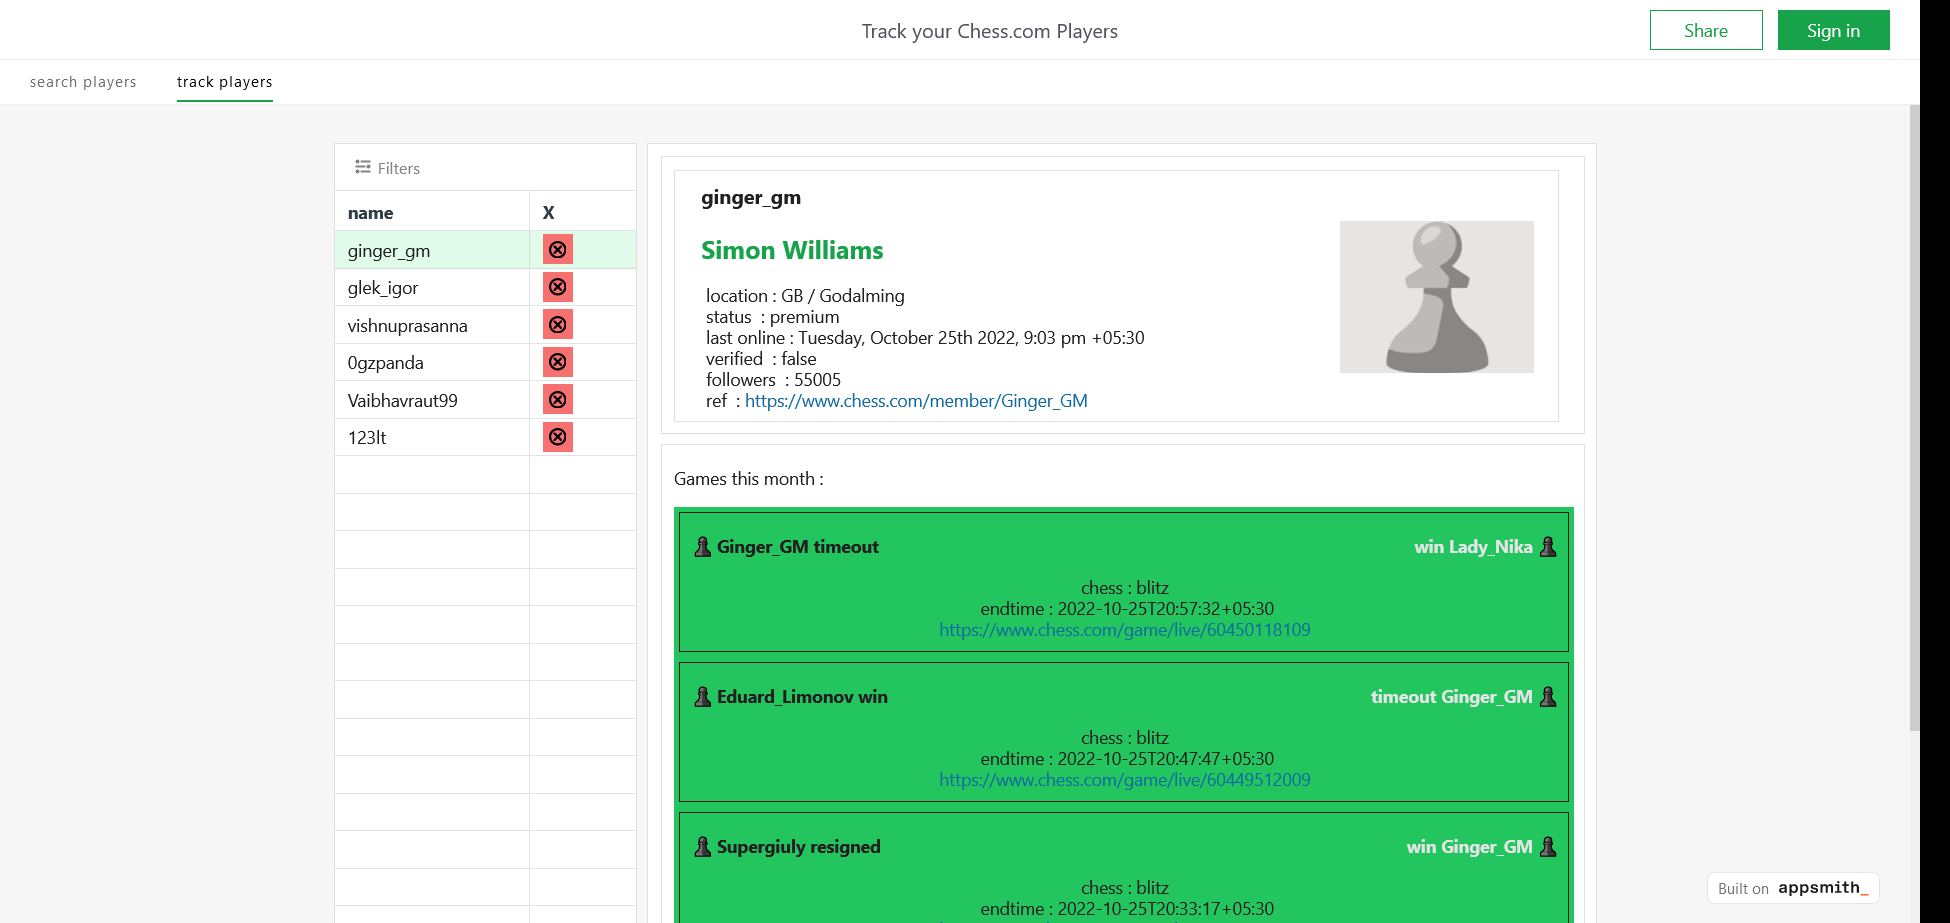 Track your Chess.com Players
Share
Sign in
search players
track players
Filters
name X
ginger_gm
glek_igor
vishnuprasanna
0gzpanda
Vaibhavraut99
123lt
ginger_gm
Simon Williams
location : GB / Godalming
status : premium
last online : Tuesday, October 25th 2022, 9:03 pm +05:30
verified : false
followers : 55005
ref : https://www.chess.com/member/Ginger_GM
Games this month :
Ginger_GM timeout win Lady_Nika
chess : blitz
endtime : 2022-10-25T20:57:32+05:30
https://www.chess.com/game/live/60450118109
Eduard_Limonov win timeout Ginger_GM
chess : blitz
endtime : 2022-10-25T20:47:47+05:30
https://www.chess.com/game/live/60449512009
Supergiuly resigned win Ginger_GM
chess : blitz
endtime : 2022-10-25T20:33:17+05:30
Built on appsmith_